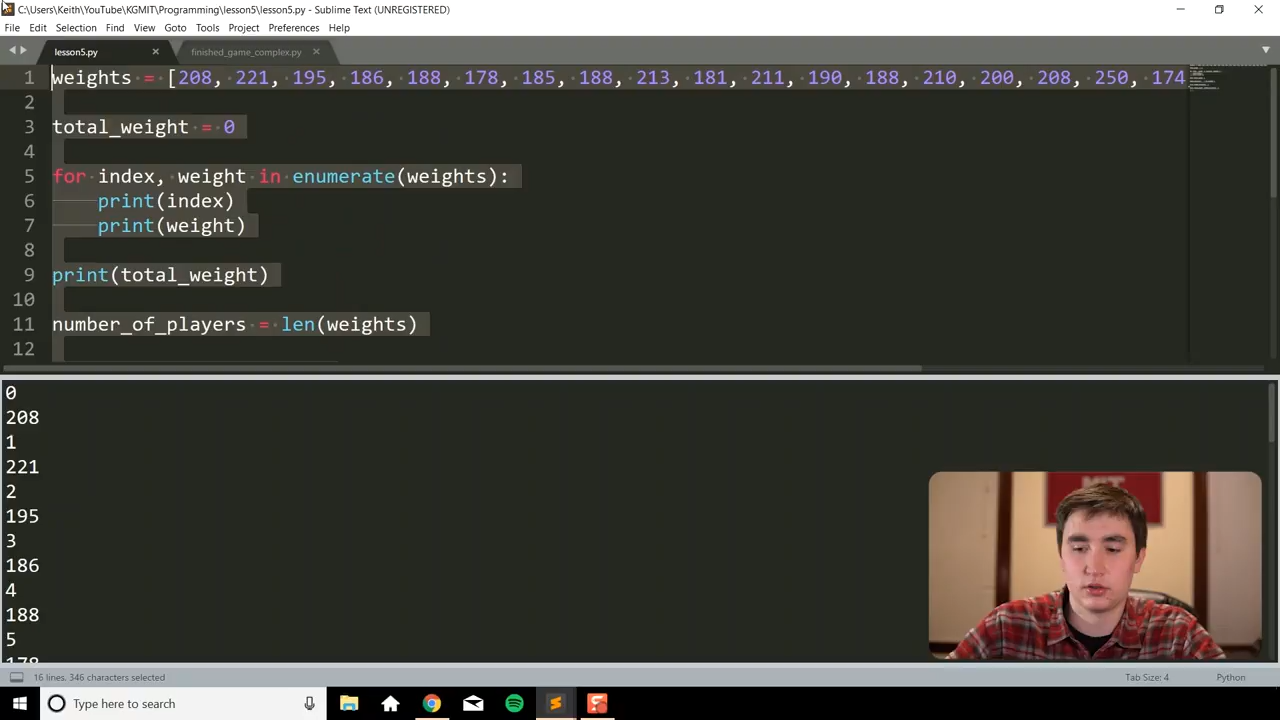 C:\Users\Keith\YouTube\KGMIT\Programming\lesson5\lesson5.py - Sublime Text (UNREGISTERED)
File Edit Selection Find View Goto Tools Project Preferences Help
lesson5.py finished_game_complex.py
1 weights = [208, 221, 195, 186, 188, 178, 185, 188, 213, 181, 211, 190, 188, 210, 200, 208, 250, 174
2
3 total_weight = 0
4
5 for index, weight in enumerate(weights):
6 print(index)
7 print(weight)
8
9 print(total_weight)
10
11 number_of_players = len(weights)
12
0
208
1
221
2
195
3
186
4
188
5
178
MIT
16 lines, 346 characters selected Tab Size: 4 Python
Type here to search